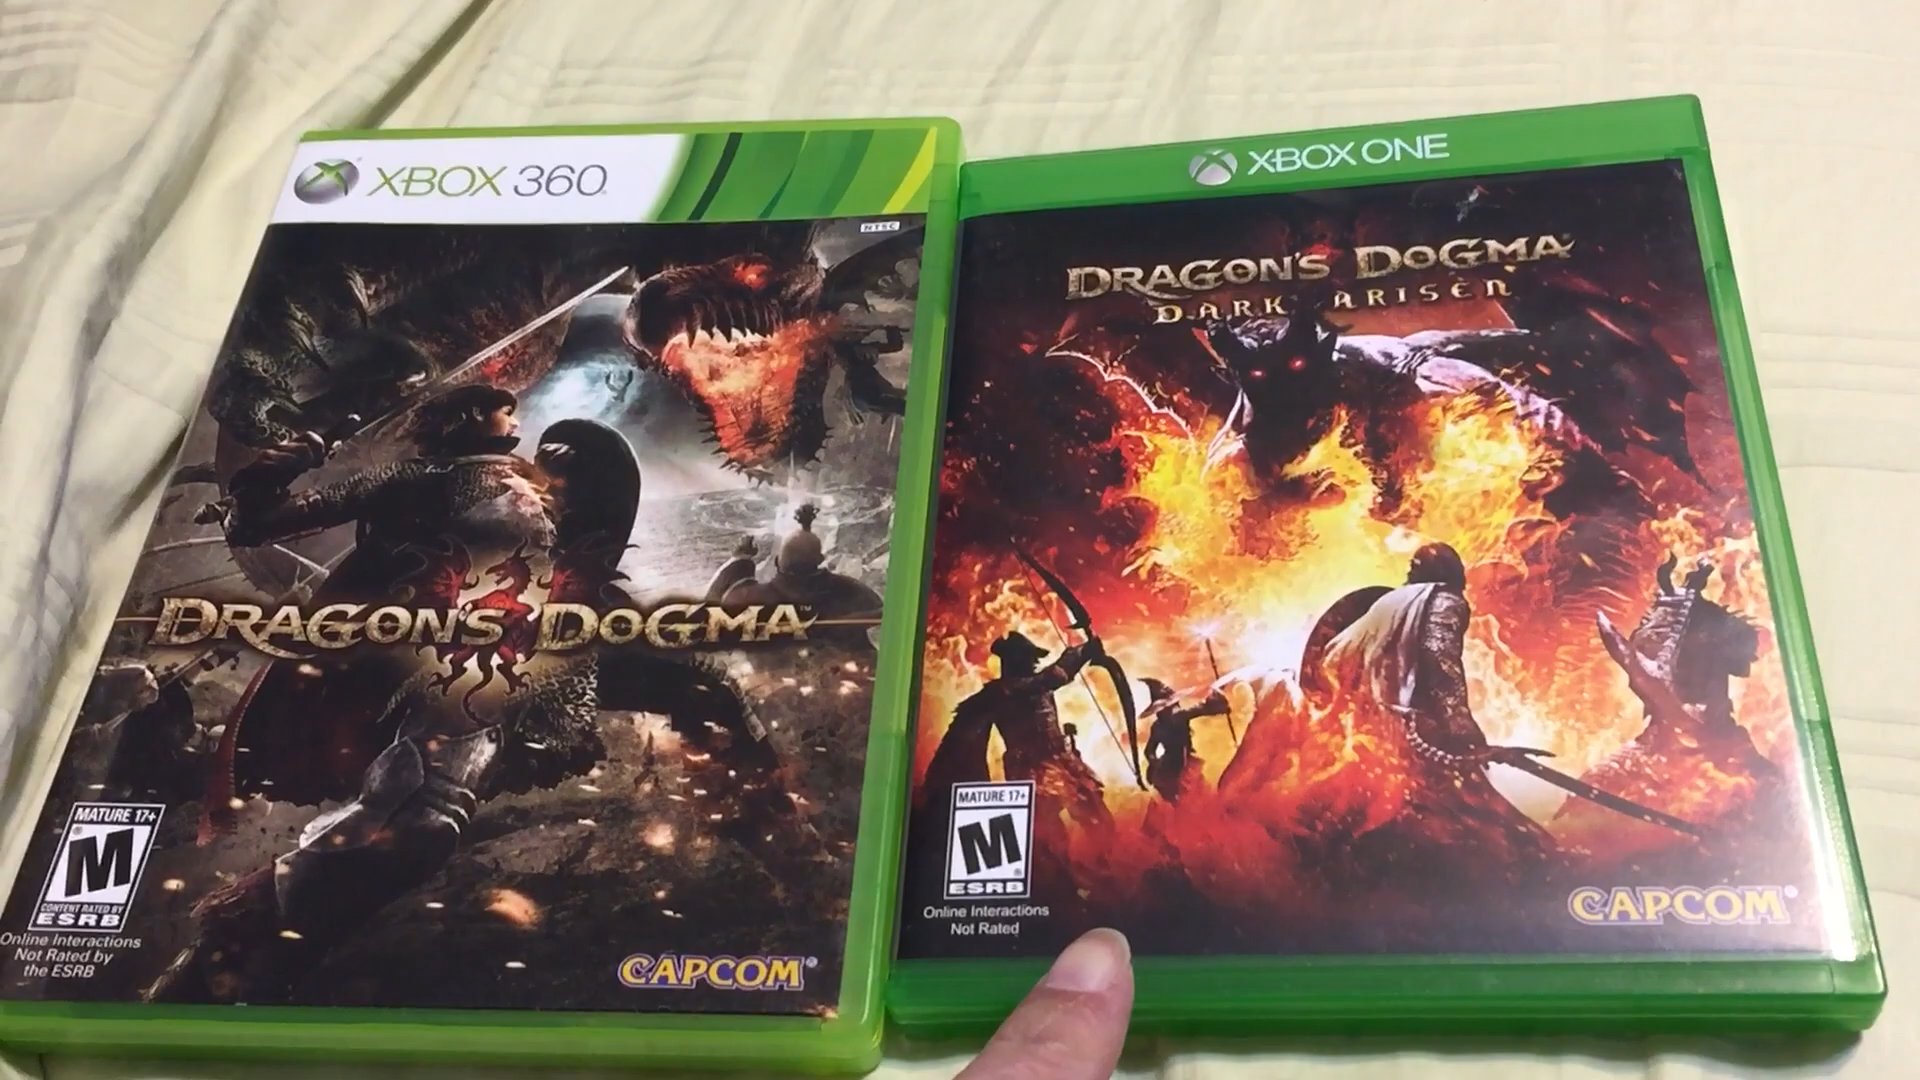 XBOX 360
NTSC
DRAGON'S DOGMA™
MATURE 17+
M
CONTENT RATED BY
ESRB
Online Interactions
Not Rated by
the ESRB
CAPCOM®
XBOX ONE
DRAGON'S DOGMA®
DARK ARISEN
MATURE 17+
M
ESRB
Online Interactions
Not Rated
CAPCOM®